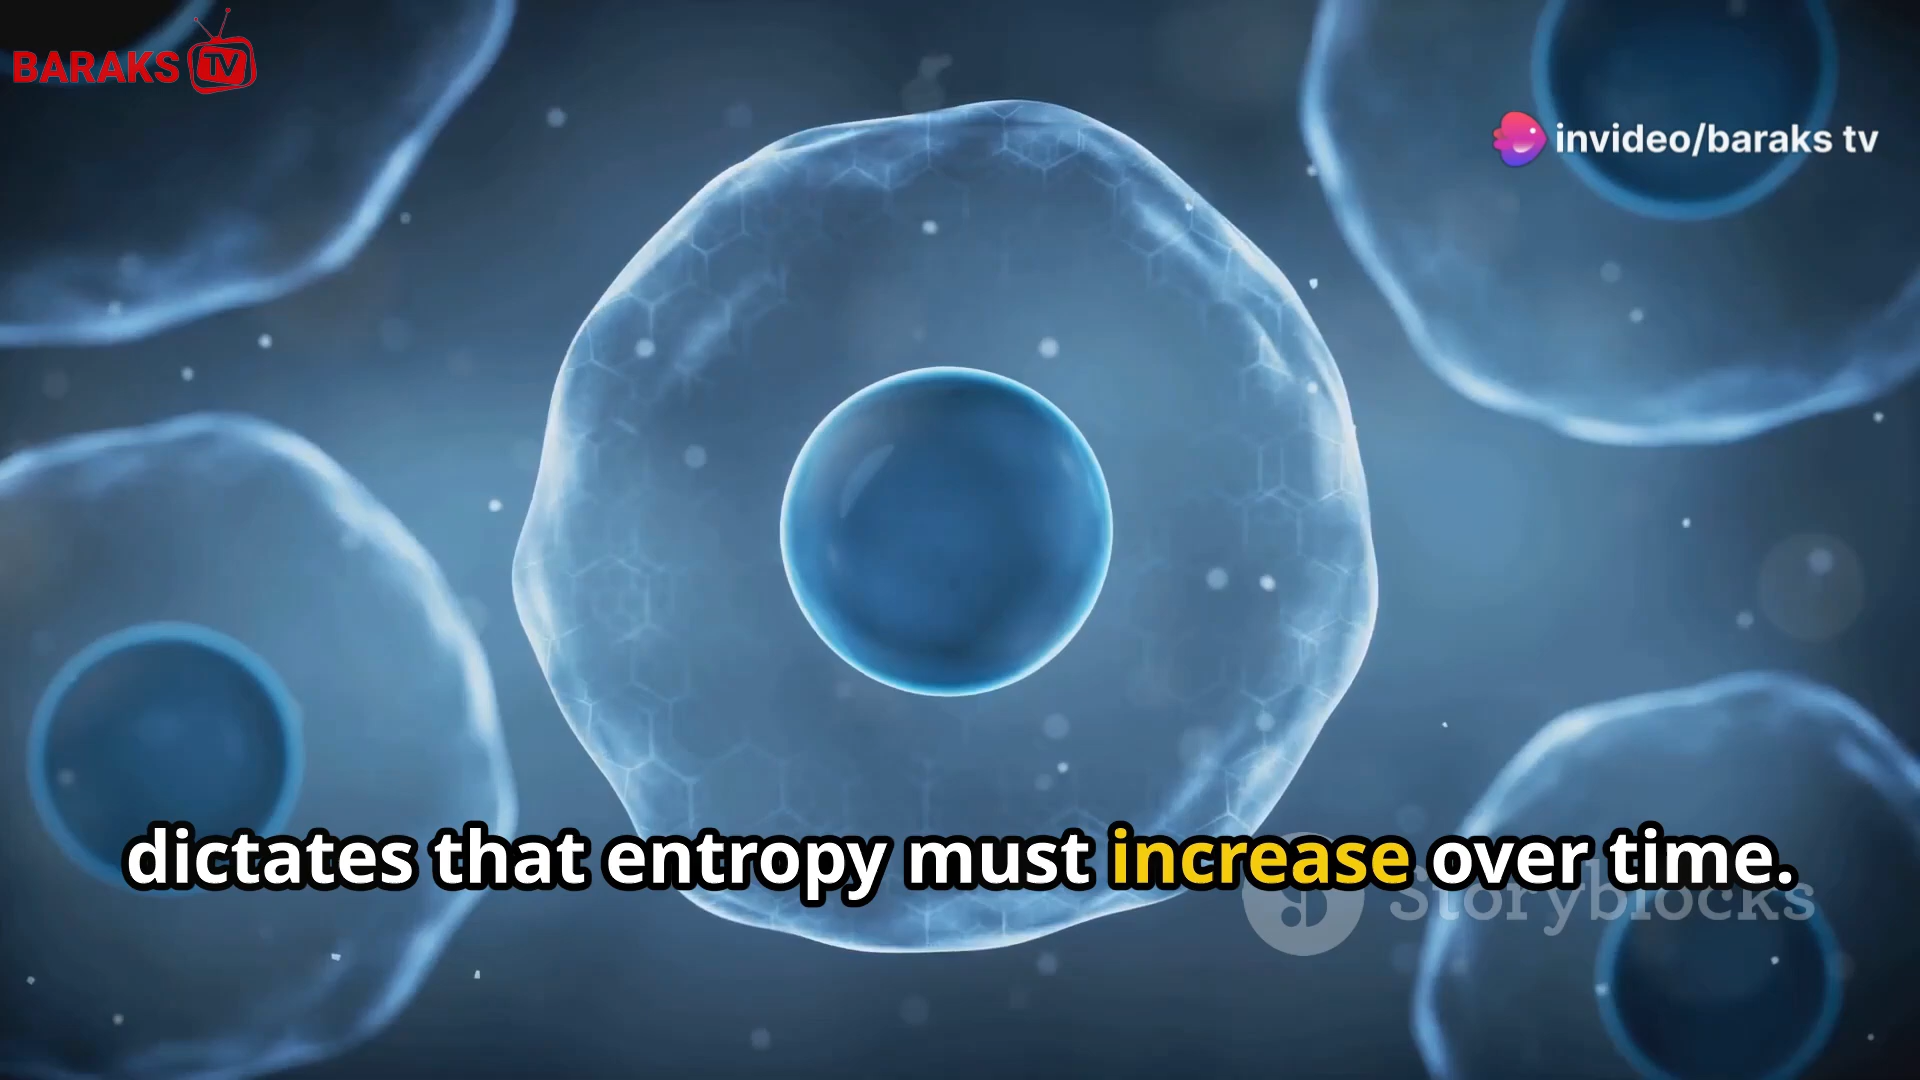 BARAKS TV
invideo/baraks tv
dictates that entropy must increase over time.
Storyblocks